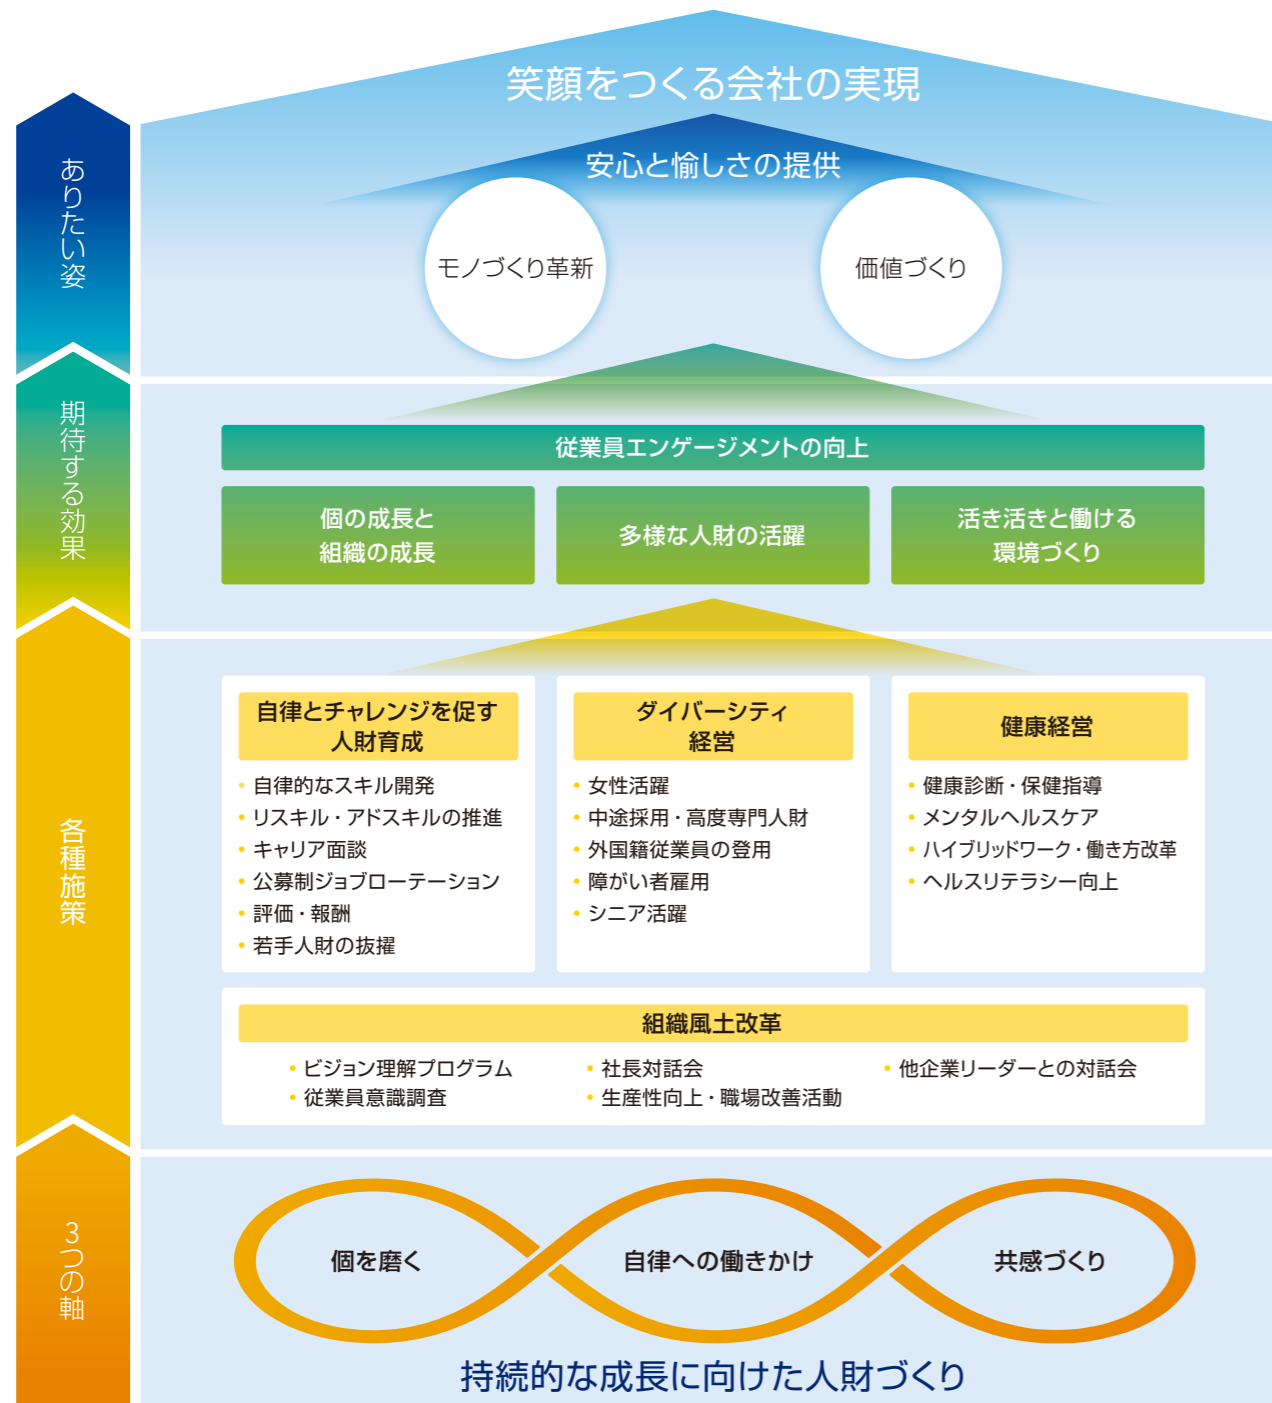 笑顔をつくる会社の実現
安心と愉しさの提供
ありたい姿
モノづくり革新
価値づくり
期待する効果
従業員エンゲージメントの向上
個の成長と
組織の成長
多様な人財の活躍
活き活きと働ける
環境づくり
各種施策
自律とチャレンジを促す
人財育成
・自律的なスキル開発
・リスキル・アドスキルの推進
・キャリア面談
・公募制ジョブローテーション
・評価・報酬
・若手人財の抜擢
ダイバーシティ
経営
・女性活躍
・中途採用・高度専門人財
・外国籍従業員の登用
・障がい者雇用
・シニア活躍
健康経営
・健康診断・保健指導
・メンタルヘルスケア
・ハイブリッドワーク・働き方改革
・ヘルスリテラシー向上
組織風土改革
・ビジョン理解プログラム
・従業員意識調査
・社長対話会
・生産性向上・職場改善活動
・他企業リーダーとの対話会
3つの軸
個を磨く
自律への働きかけ
共感づくり
持続的な成長に向けた人財づくり